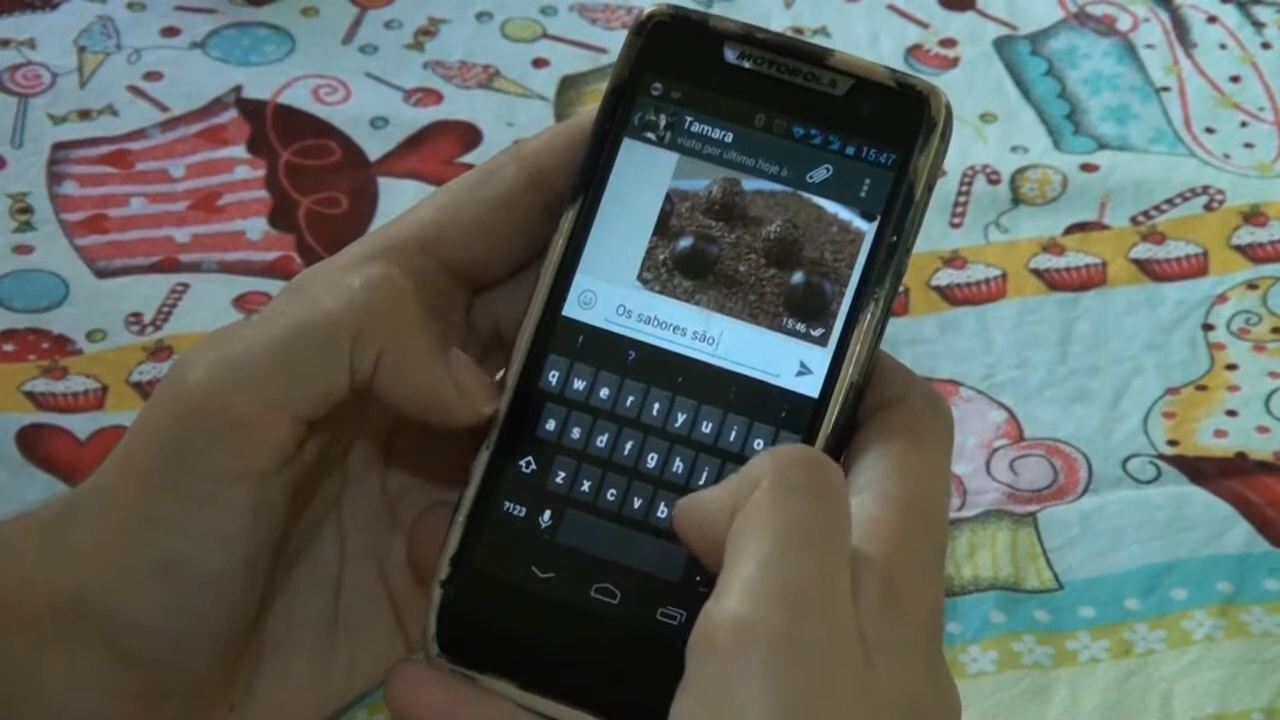 MOTOROLA
15:47
Tamara
visto por último hoje à
15:46
Os sabores são
! ?
q w e r t y u i o
a s d f g h j
z x c v b
?123